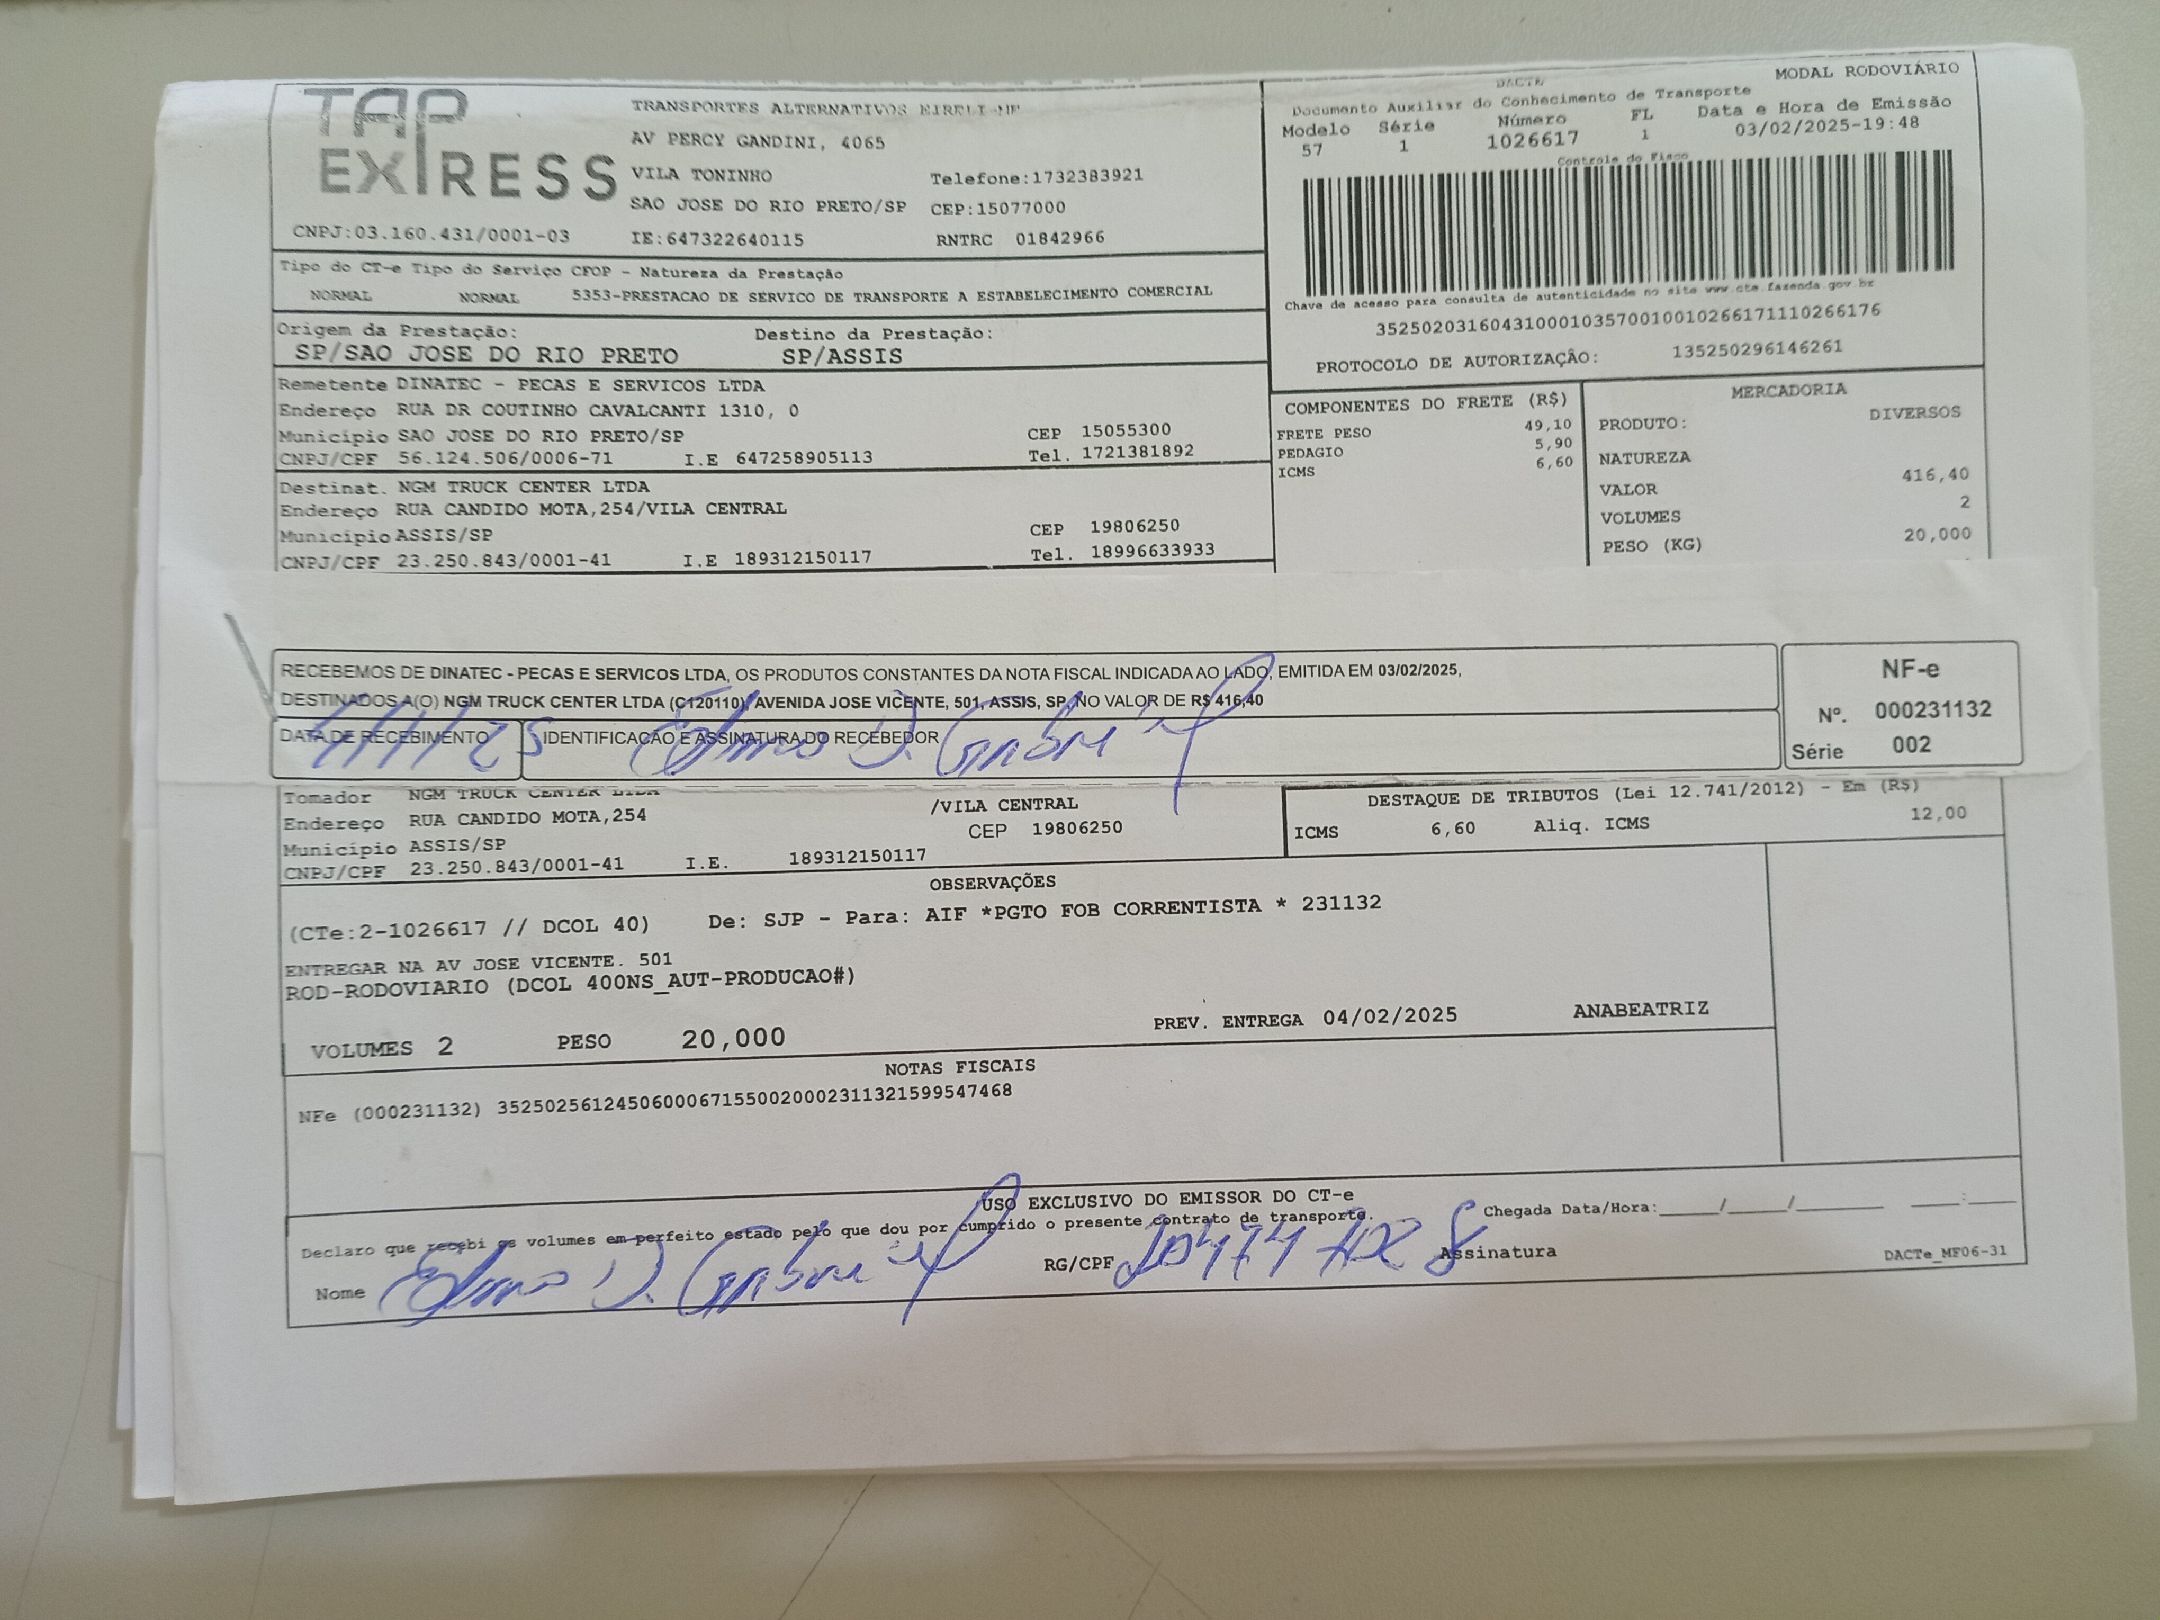 TAP EXPRESS
TRANSPORTES ALTERNATIVOS EIRELI-ME
AV PERCY GANDINI, 4065
VILA TONINHO Telefone:1732383921
SAO JOSE DO RIO PRETO/SP CEP:15077000
CNPJ:03.160.431/0001-03 IE:647322640115 RNTRC 01842966
DACTE MODAL RODOVIÁRIO
Documento Auxiliar do Conhecimento de Transporte
Modelo Série Número FL Data e Hora de Emissão
57 1 1026617 1 03/02/2025-19:48
Controle do Fisco
Chave de acesso para consulta de autenticidade no site www.cte.fazenda.gov.br
35250203160431000103570010010266171110266176
PROTOCOLO DE AUTORIZAÇÂO: 135250296146261
Tipo do CT-e Tipo do Serviço CFOP - Natureza da Prestação
NORMAL NORMAL 5353-PRESTACAO DE SERVICO DE TRANSPORTE A ESTABELECIMENTO COMERCIAL
Origem da Prestação: Destino da Prestação:
SP/SAO JOSE DO RIO PRETO SP/ASSIS
Remetente DINATEC - PECAS E SERVICOS LTDA
Endereço RUA DR COUTINHO CAVALCANTI 1310, 0
Município SAO JOSE DO RIO PRETO/SP CEP 15055300
CNPJ/CPF 56.124.506/0006-71 I.E 647258905113 Tel. 1721381892
Destinat. NGM TRUCK CENTER LTDA
Endereço RUA CANDIDO MOTA,254/VILA CENTRAL
Município ASSIS/SP CEP 19806250
CNPJ/CPF 23.250.843/0001-41 I.E 189312150117 Tel. 18996633933
COMPONENTES DO FRETE (R$)
FRETE PESO 49,10
PEDAGIO 5,90
ICMS 6,60
MERCADORIA
PRODUTO: DIVERSOS
NATUREZA
VALOR 416,40
VOLUMES 2
PESO (KG) 20,000
RECEBEMOS DE DINATEC - PECAS E SERVICOS LTDA, OS PRODUTOS CONSTANTES DA NOTA FISCAL INDICADA AO LADO, EMITIDA EM 03/02/2025,
DESTINADOS A(O) NGM TRUCK CENTER LTDA (C120110), AVENIDA JOSE VICENTE, 501, ASSIS, SP, NO VALOR DE R$ 416,40
DATA DE RECEBIMENTO IDENTIFICAÇÃO E ASSINATURA DO RECEBEDOR
NF-e
Nº. 000231132
Série 002
Tomador NGM TRUCK CENTER LTDA
Endereço RUA CANDIDO MOTA,254 /VILA CENTRAL
Município ASSIS/SP CEP 19806250
CNPJ/CPF 23.250.843/0001-41 I.E. 189312150117
DESTAQUE DE TRIBUTOS (Lei 12.741/2012) - Em (R$)
ICMS 6,60 Aliq. ICMS 12,00
OBSERVAÇÕES
(CTe:2-1026617 // DCOL 40) De: SJP - Para: AIF *PGTO FOB CORRENTISTA * 231132
ENTREGAR NA AV JOSE VICENTE. 501
ROD-RODOVIARIO (DCOL 400NS_AUT-PRODUCAO#)
VOLUMES 2 PESO 20,000 PREV. ENTREGA 04/02/2025 ANABEATRIZ
NOTAS FISCAIS
NFe (000231132) 35250256124506000671550020002311321599547468
USO EXCLUSIVO DO EMISSOR DO CT-e
Declaro que recebi os volumes em perfeito estado pelo que dou por cumprido o presente contrato de transporte.
Chegada Data/Hora:_____/_____/_______ ____:____
Nome RG/CPF Assinatura
DACTe_MF06-31